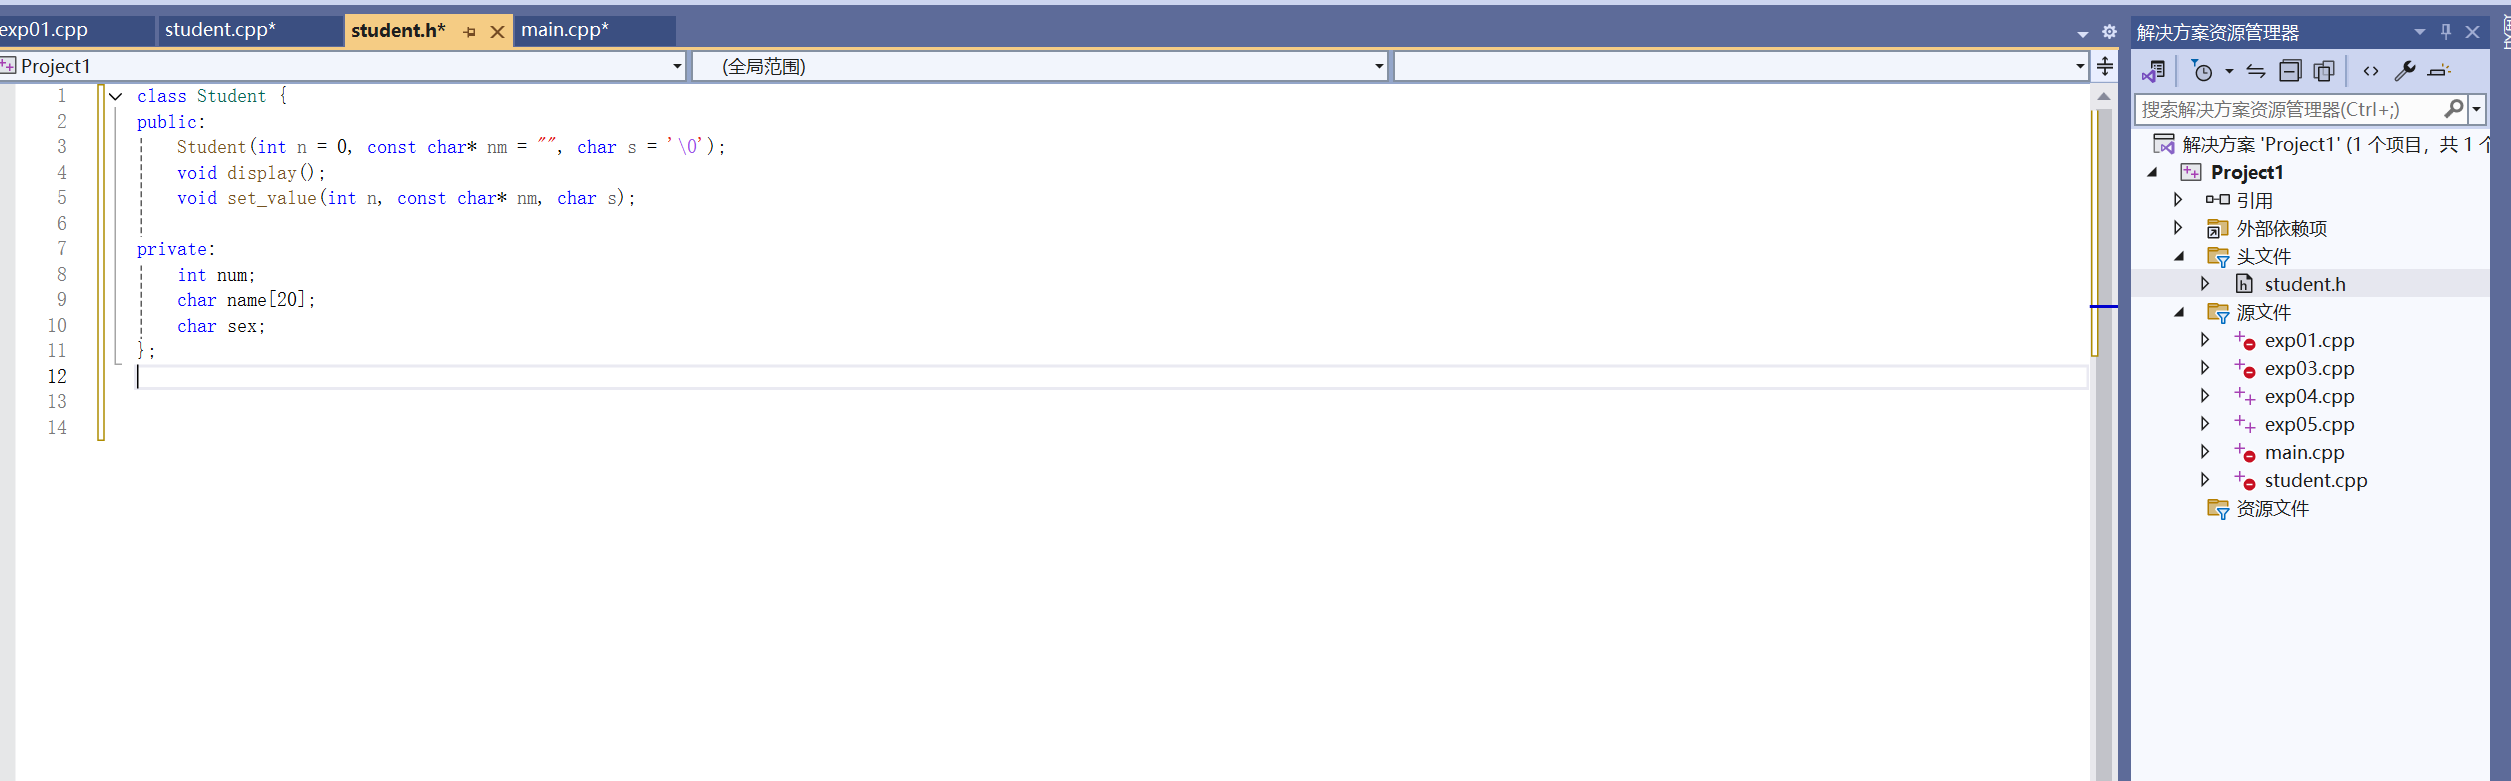 exp01.cpp student.cpp* student.h* main.cpp*
Project1 (全局范围)
1 class Student {
2 public:
3 Student(int n = 0, const char* nm = "", char s = '\0');
4 void display();
5 void set_value(int n, const char* nm, char s);
6
7 private:
8 int num;
9 char name[20];
10 char sex;
11 };
12
13
14
解决方案资源管理器
搜索解决方案资源管理器(Ctrl+;)
解决方案 'Project1' (1 个项目，共 1
Project1
引用
外部依赖项
头文件
student.h
源文件
exp01.cpp
exp03.cpp
exp04.cpp
exp05.cpp
main.cpp
student.cpp
资源文件